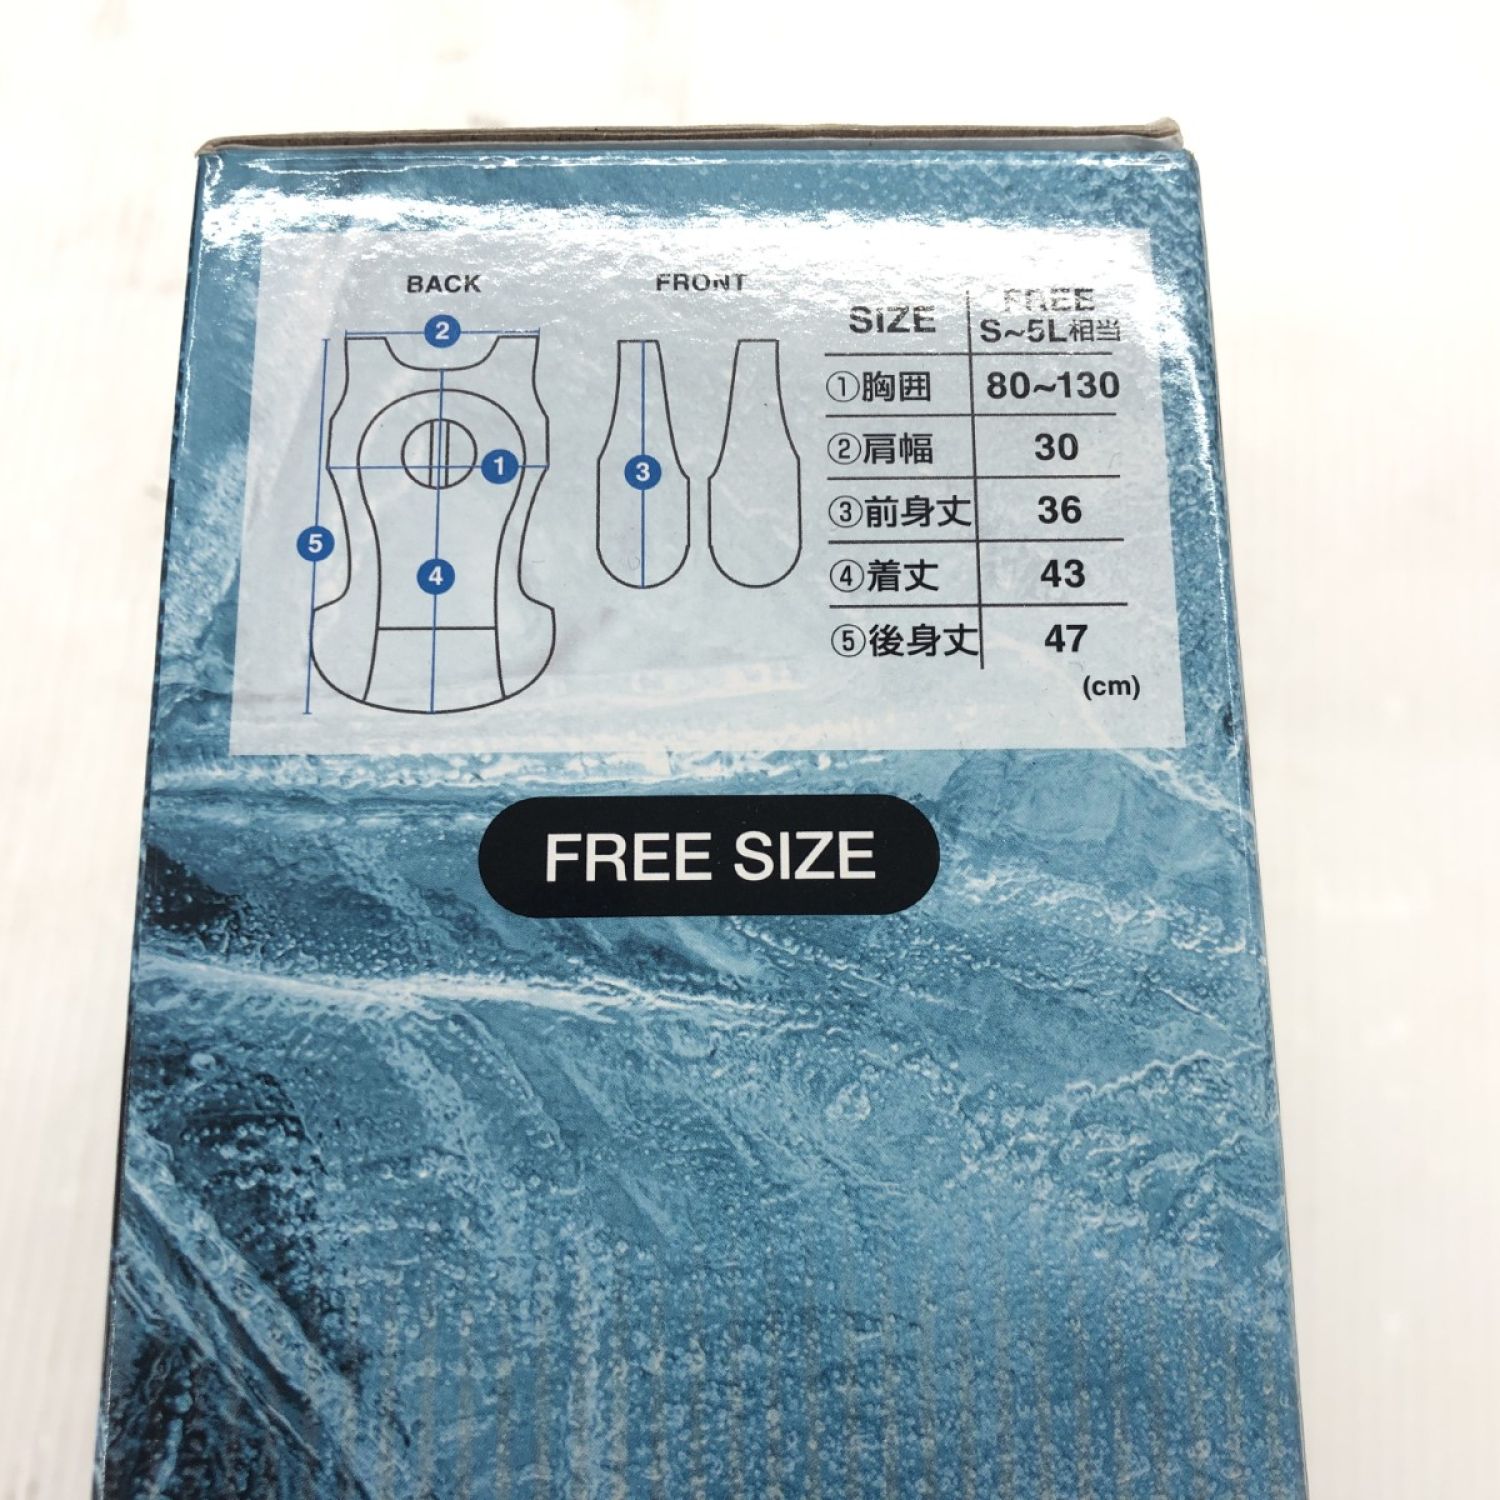 BACK
FRONT
2
1
5
4
3
SIZE
FREE
S~5L相当
①胸囲 80~130
②肩幅 30
③前身丈 36
④着丈 43
⑤後身丈 47
(cm)
FREE SIZE